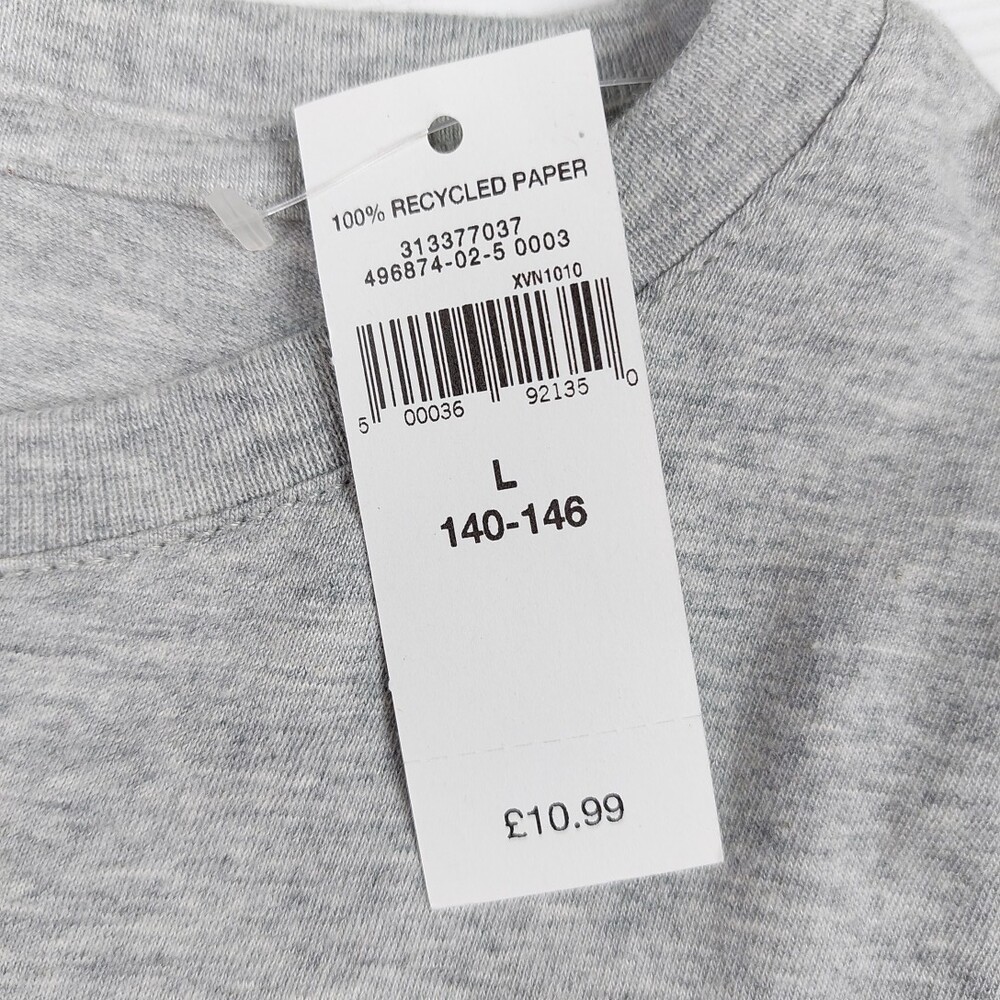 100% RECYCLED PAPER
313377037
496874-02-5 0003
XVN1010
5 00036 92135 0
L
140-146
£10.99